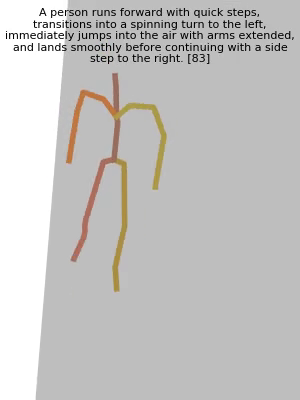 A person runs forward with quick steps,
transitions into a spinning turn to the left,
immediately jumps into the air with arms extended,
and lands smoothly before continuing with a side
step to the right. [83]